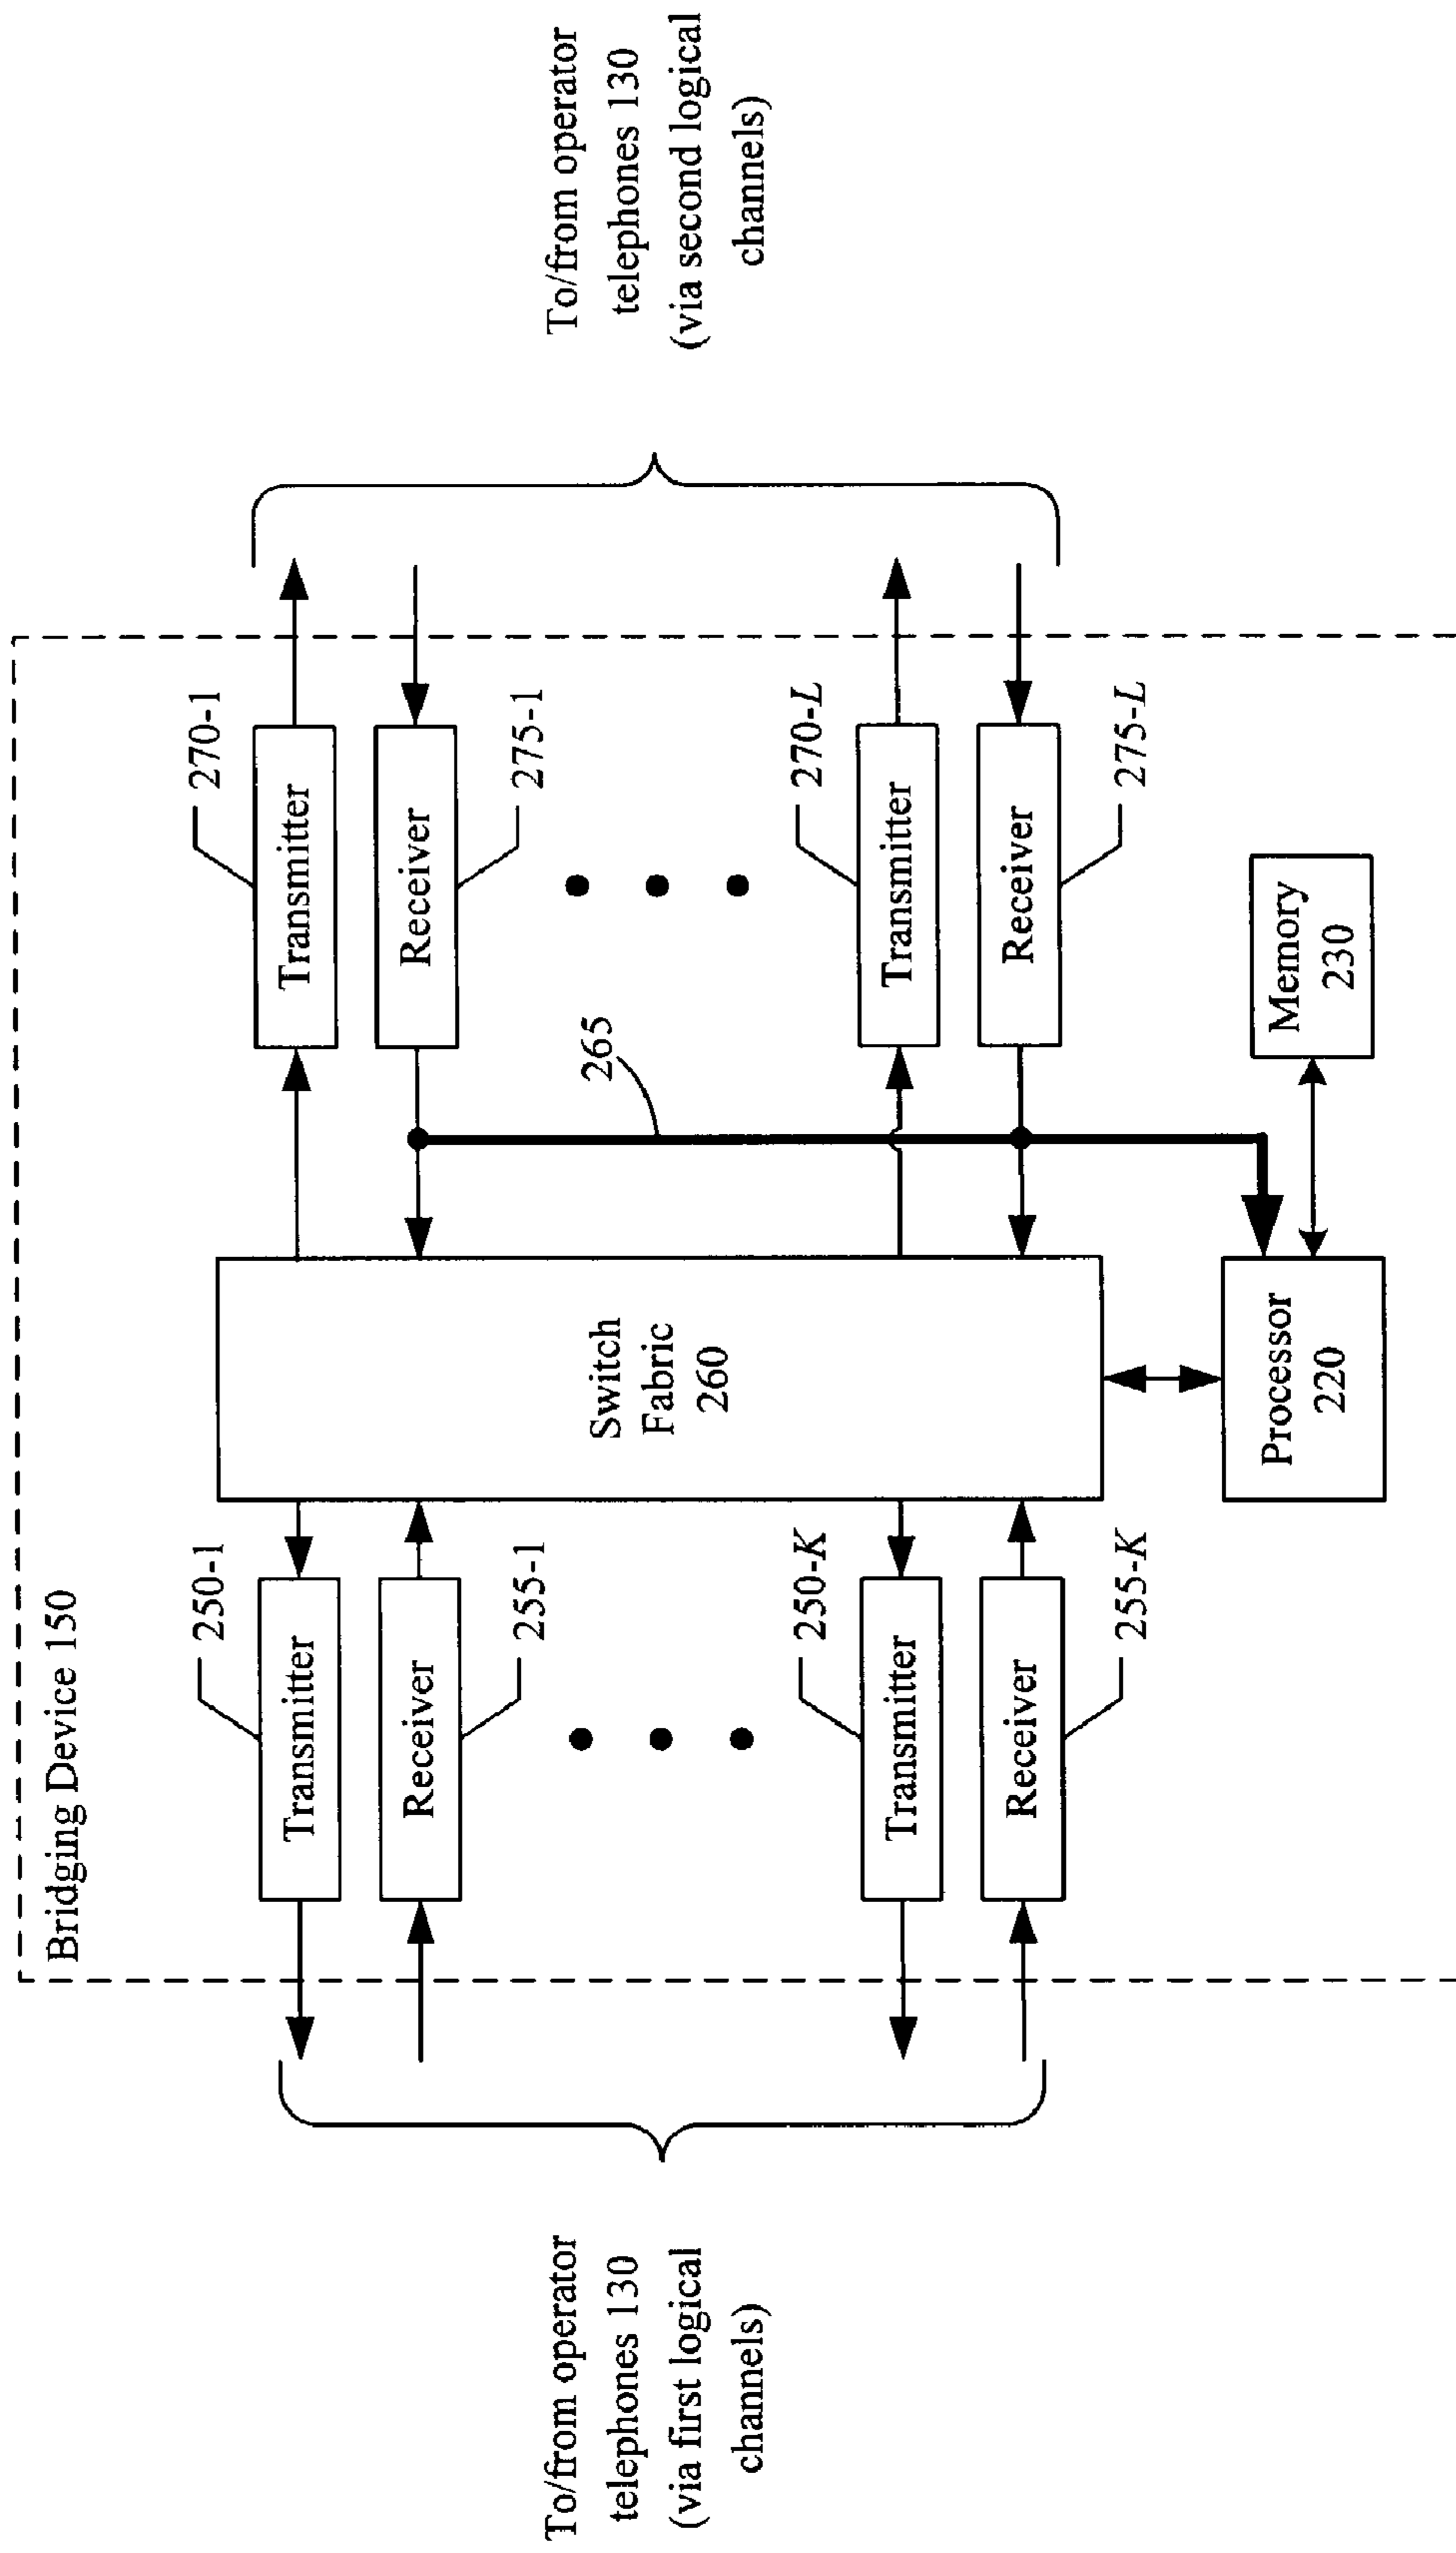 Bridging Device 150
To/from operator
telephones 130
(via first logical
channels)
250-1
Transmitter
Receiver
255-1
250-K
Transmitter
Receiver
255-K
Switch
Fabric
260
Processor
220
265
270-1
Transmitter
Receiver
275-1
270-L
Transmitter
Receiver
275-L
Memory
230
To/from operator
telephones 130
(via second logical
channels)